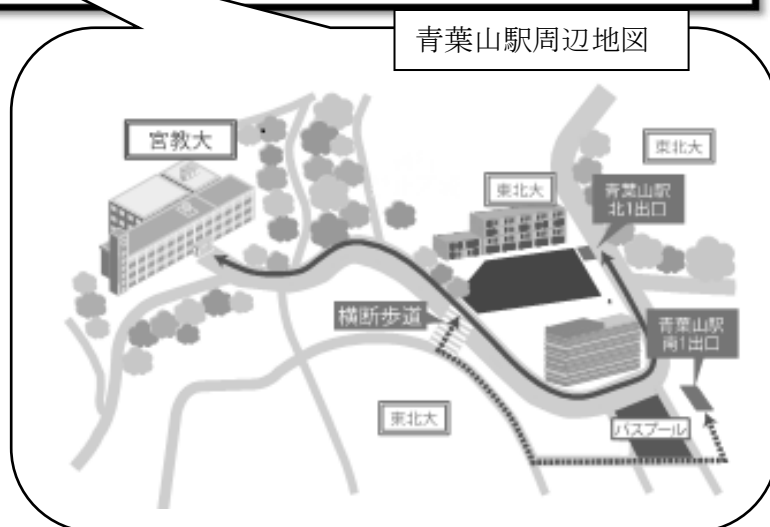 青葉山駅周辺地図
宮教大
東北大
東北大
青葉山駅
北1出口
横断歩道
青葉山駅
南1出口
東北大
バスプール